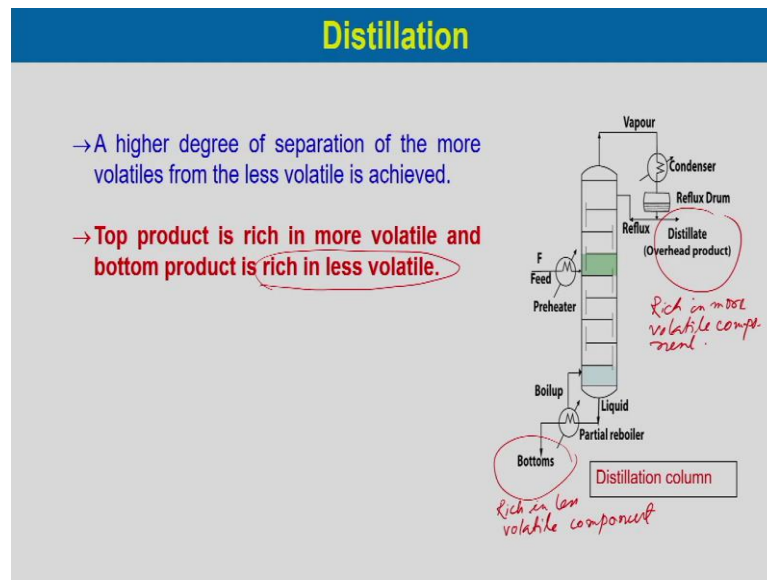 Distillation
→A higher degree of separation of the more
volatiles from the less volatile is achieved.
→Top product is rich in more volatile and
bottom product is rich in less volatile.
Vapour
Condenser
Reflux Drum
Reflux
Distillate
(Overhead product)
F
Feed
Preheater
Rich in more
volatile compo-
nent.
Boilup
Liquid
Partial reboiler
Bottoms
Distillation column
Rich in less
volatile component